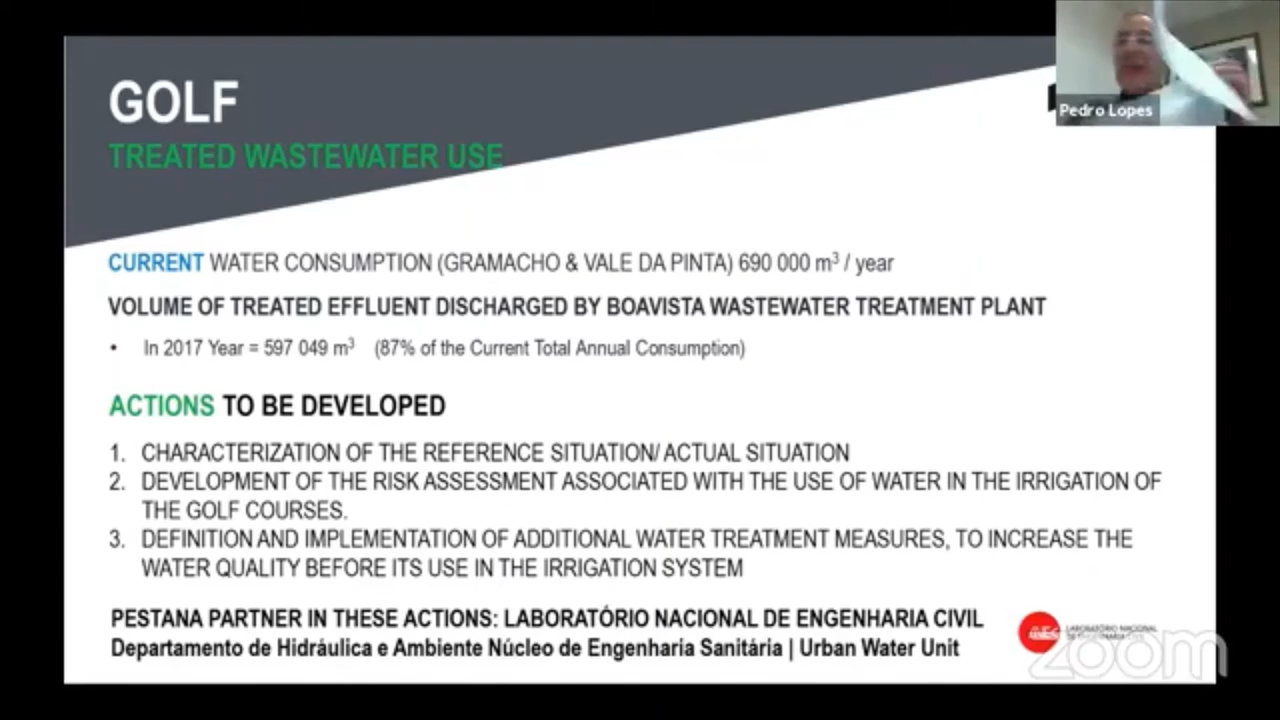 GOLF
TREATED WASTEWATER USE
Pedro Lopes
CURRENT WATER CONSUMPTION (GRAMACHO & VALE DA PINTA) 690 000 m³ / year
VOLUME OF TREATED EFFLUENT DISCHARGED BY BOAVISTA WASTEWATER TREATMENT PLANT
• In 2017 Year = 597 049 m³ (87% of the Current Total Annual Consumption)
ACTIONS TO BE DEVELOPED
1. CHARACTERIZATION OF THE REFERENCE SITUATION/ ACTUAL SITUATION
2. DEVELOPMENT OF THE RISK ASSESSMENT ASSOCIATED WITH THE USE OF WATER IN THE IRRIGATION OF
THE GOLF COURSES.
3. DEFINITION AND IMPLEMENTATION OF ADDITIONAL WATER TREATMENT MEASURES, TO INCREASE THE
WATER QUALITY BEFORE ITS USE IN THE IRRIGATION SYSTEM
PESTANA PARTNER IN THESE ACTIONS: LABORATÓRIO NACIONAL DE ENGENHARIA CIVIL
Departamento de Hidráulica e Ambiente Núcleo de Engenharia Sanitária | Urban Water Unit
LABORATÓRIO NACIONAL
DE ENGENHARIA CIVIL
zoom